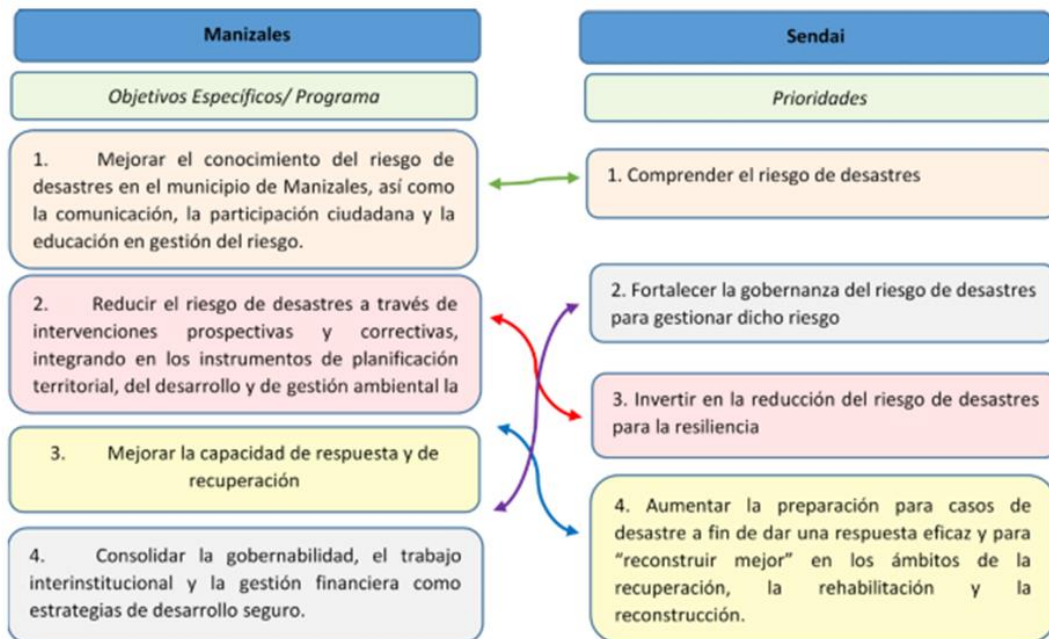 Manizales
Objetivos Específicos/ Programa
1. Mejorar el conocimiento del riesgo de
desastres en el municipio de Manizales, así como
la comunicación, la participación ciudadana y la
educación en gestión del riesgo.
2. Reducir el riesgo de desastres a través de
intervenciones prospectivas y correctivas,
integrando en los instrumentos de planificación
territorial, del desarrollo y de gestión ambiental la
3. Mejorar la capacidad de respuesta y de
recuperación
4. Consolidar la gobernabilidad, el trabajo
interinstitucional y la gestión financiera como
estrategias de desarrollo seguro.
Sendai
Prioridades
1. Comprender el riesgo de desastres
2. Fortalecer la gobernanza del riesgo de desastres
para gestionar dicho riesgo
3. Invertir en la reducción del riesgo de desastres
para la resiliencia
4. Aumentar la preparación para casos de
desastre a fin de dar una respuesta eficaz y para
“reconstruir mejor” en los ámbitos de la
recuperación, la rehabilitación y la
reconstrucción.